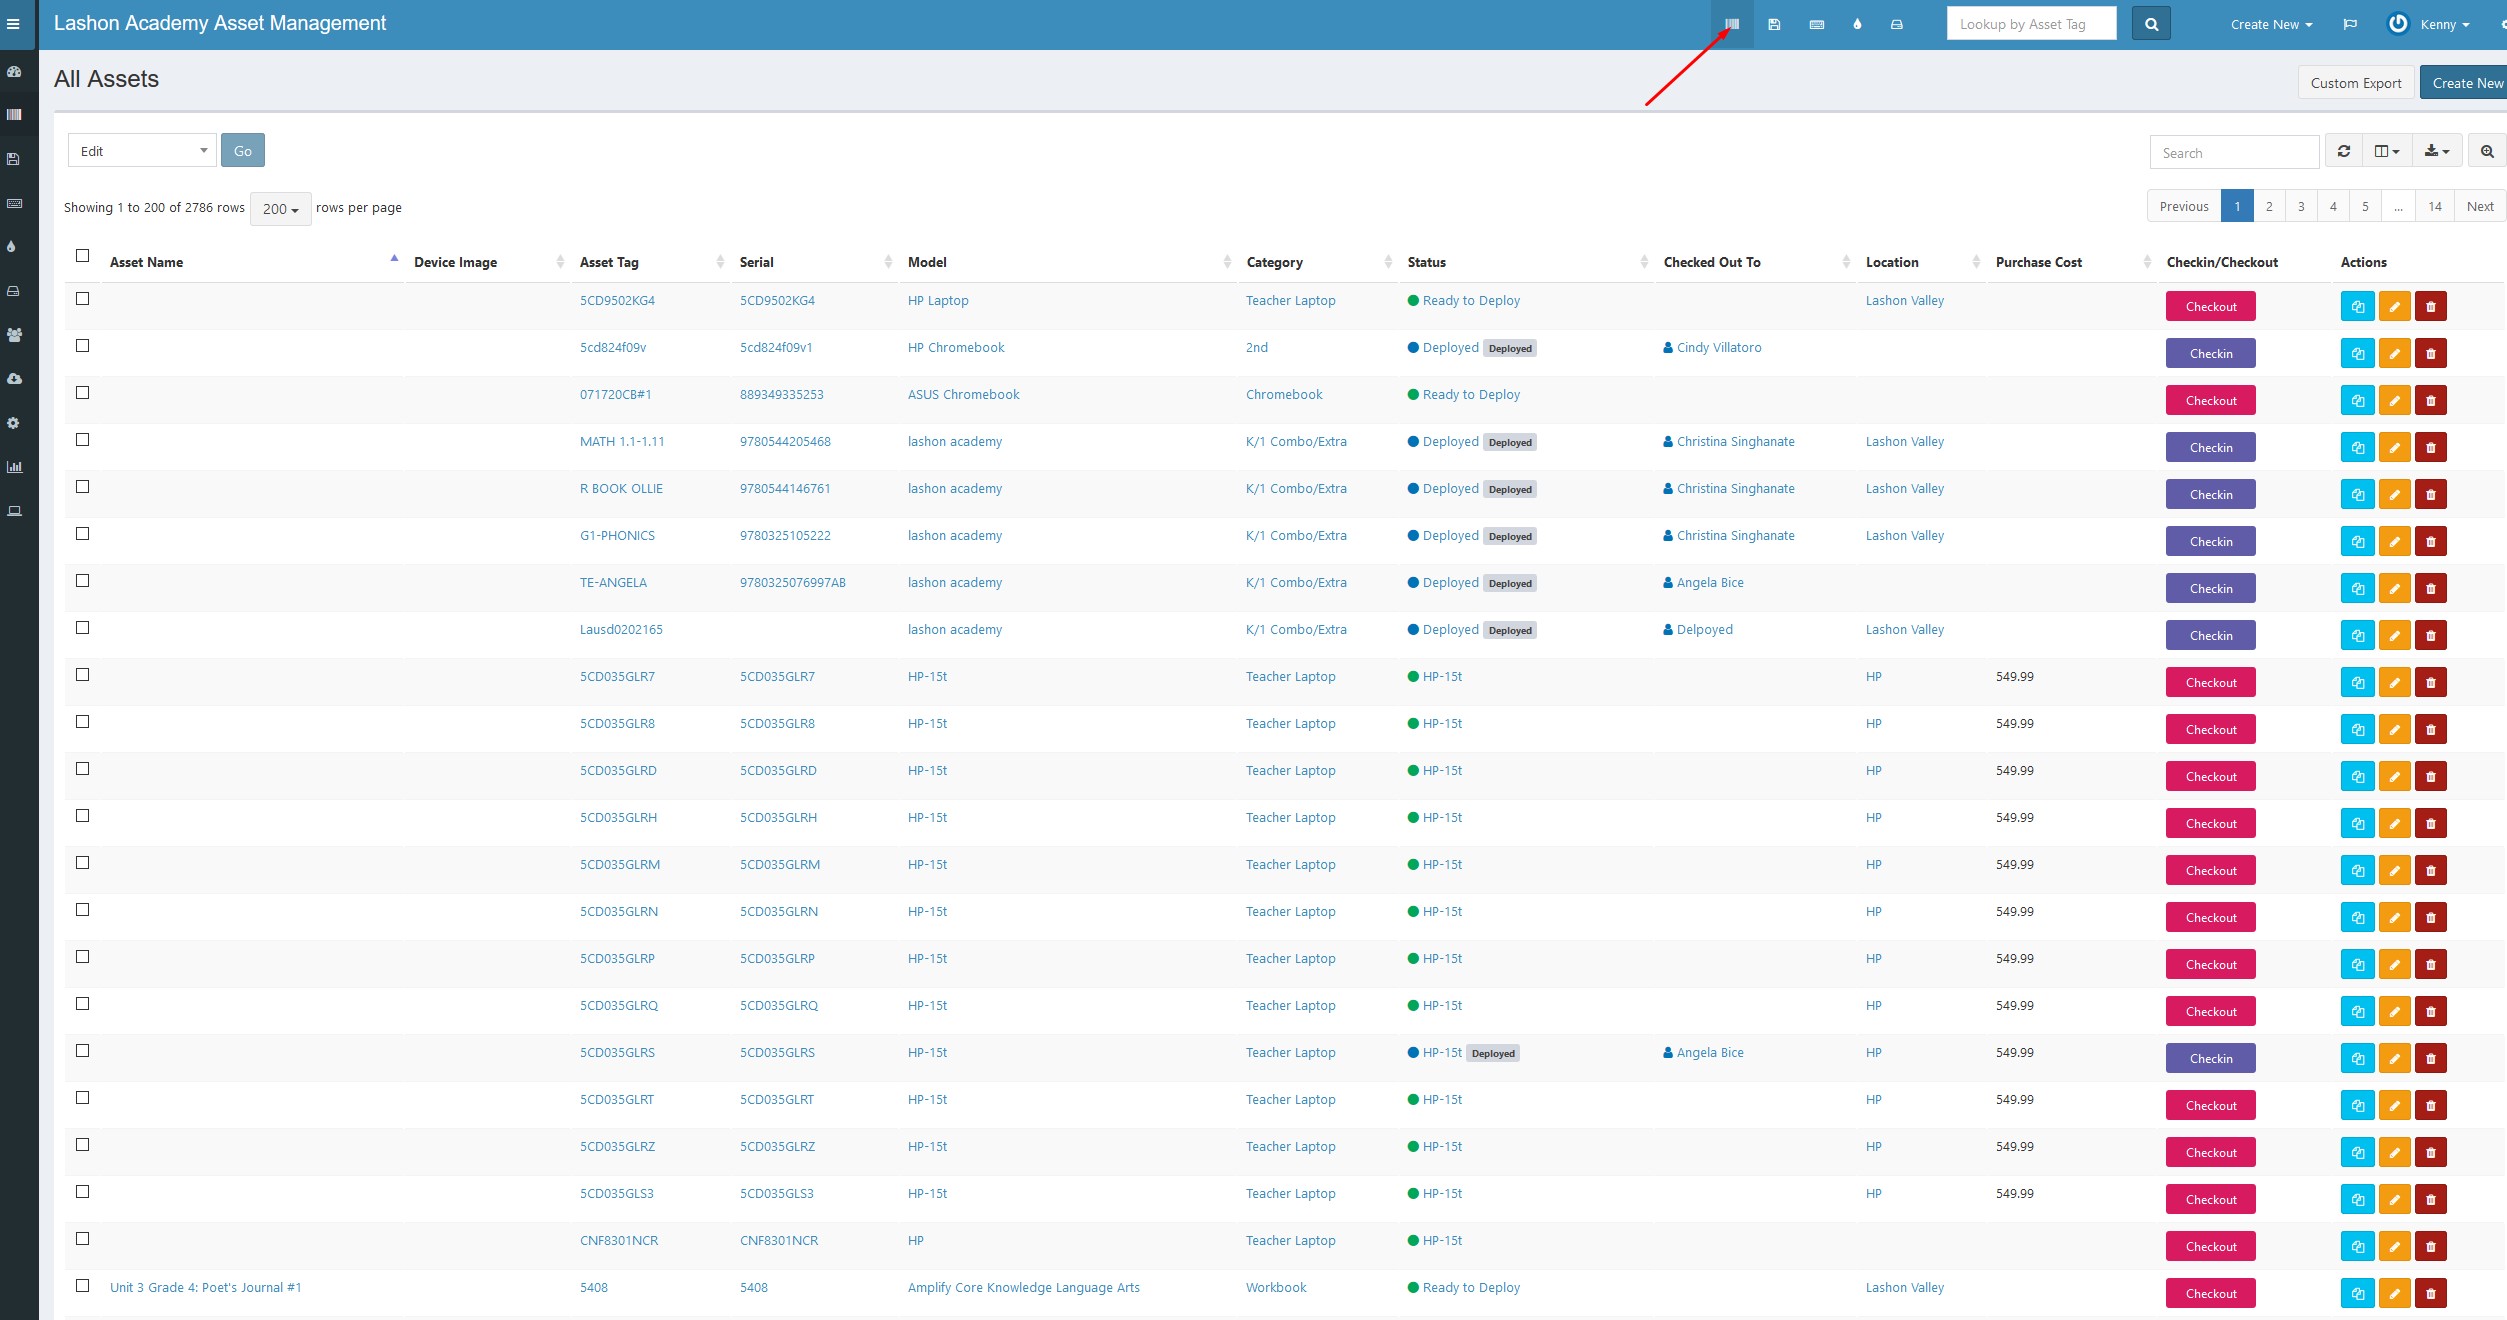 Lashon Academy Asset Management Lookup by Asset Tag Create New Kenny
All Assets Custom Export Create New
Edit Go Search
Showing 1 to 200 of 2786 rows 200 rows per page Previous 1 2 3 4 5 ... 14 Next
Asset Name Device Image Asset Tag Serial Model Category Status Checked Out To Location Purchase Cost Checkin/Checkout Actions
5CD9502KG4 5CD9502KG4 HP Laptop Teacher Laptop Ready to Deploy Lashon Valley Checkout
5cd824f09v 5cd824f09v1 HP Chromebook 2nd Deployed Deployed Cindy Villatoro Checkin
071720CB#1 889349335253 ASUS Chromebook Chromebook Ready to Deploy Checkout
MATH 1.1-1.11 9780544205468 lashon academy K/1 Combo/Extra Deployed Deployed Christina Singhanate Lashon Valley Checkin
R BOOK OLLIE 9780544146761 lashon academy K/1 Combo/Extra Deployed Deployed Christina Singhanate Lashon Valley Checkin
G1-PHONICS 9780325105222 lashon academy K/1 Combo/Extra Deployed Deployed Christina Singhanate Lashon Valley Checkin
TE-ANGELA 9780325076997AB lashon academy K/1 Combo/Extra Deployed Deployed Angela Bice Checkin
Lausd0202165 lashon academy K/1 Combo/Extra Deployed Deployed Delpoyed Lashon Valley Checkin
5CD035GLR7 5CD035GLR7 HP-15t Teacher Laptop HP-15t HP 549.99 Checkout
5CD035GLR8 5CD035GLR8 HP-15t Teacher Laptop HP-15t HP 549.99 Checkout
5CD035GLRD 5CD035GLRD HP-15t Teacher Laptop HP-15t HP 549.99 Checkout
5CD035GLRH 5CD035GLRH HP-15t Teacher Laptop HP-15t HP 549.99 Checkout
5CD035GLRM 5CD035GLRM HP-15t Teacher Laptop HP-15t HP 549.99 Checkout
5CD035GLRN 5CD035GLRN HP-15t Teacher Laptop HP-15t HP 549.99 Checkout
5CD035GLRP 5CD035GLRP HP-15t Teacher Laptop HP-15t HP 549.99 Checkout
5CD035GLRQ 5CD035GLRQ HP-15t Teacher Laptop HP-15t HP 549.99 Checkout
5CD035GLRS 5CD035GLRS HP-15t Teacher Laptop HP-15t Deployed Angela Bice HP 549.99 Checkin
5CD035GLRT 5CD035GLRT HP-15t Teacher Laptop HP-15t HP 549.99 Checkout
5CD035GLRZ 5CD035GLRZ HP-15t Teacher Laptop HP-15t HP 549.99 Checkout
5CD035GLS3 5CD035GLS3 HP-15t Teacher Laptop HP-15t HP 549.99 Checkout
CNF8301NCR CNF8301NCR HP Teacher Laptop HP-15t Checkout
Unit 3 Grade 4: Poet's Journal #1 5408 5408 Amplify Core Knowledge Language Arts Workbook Ready to Deploy Lashon Valley Checkout